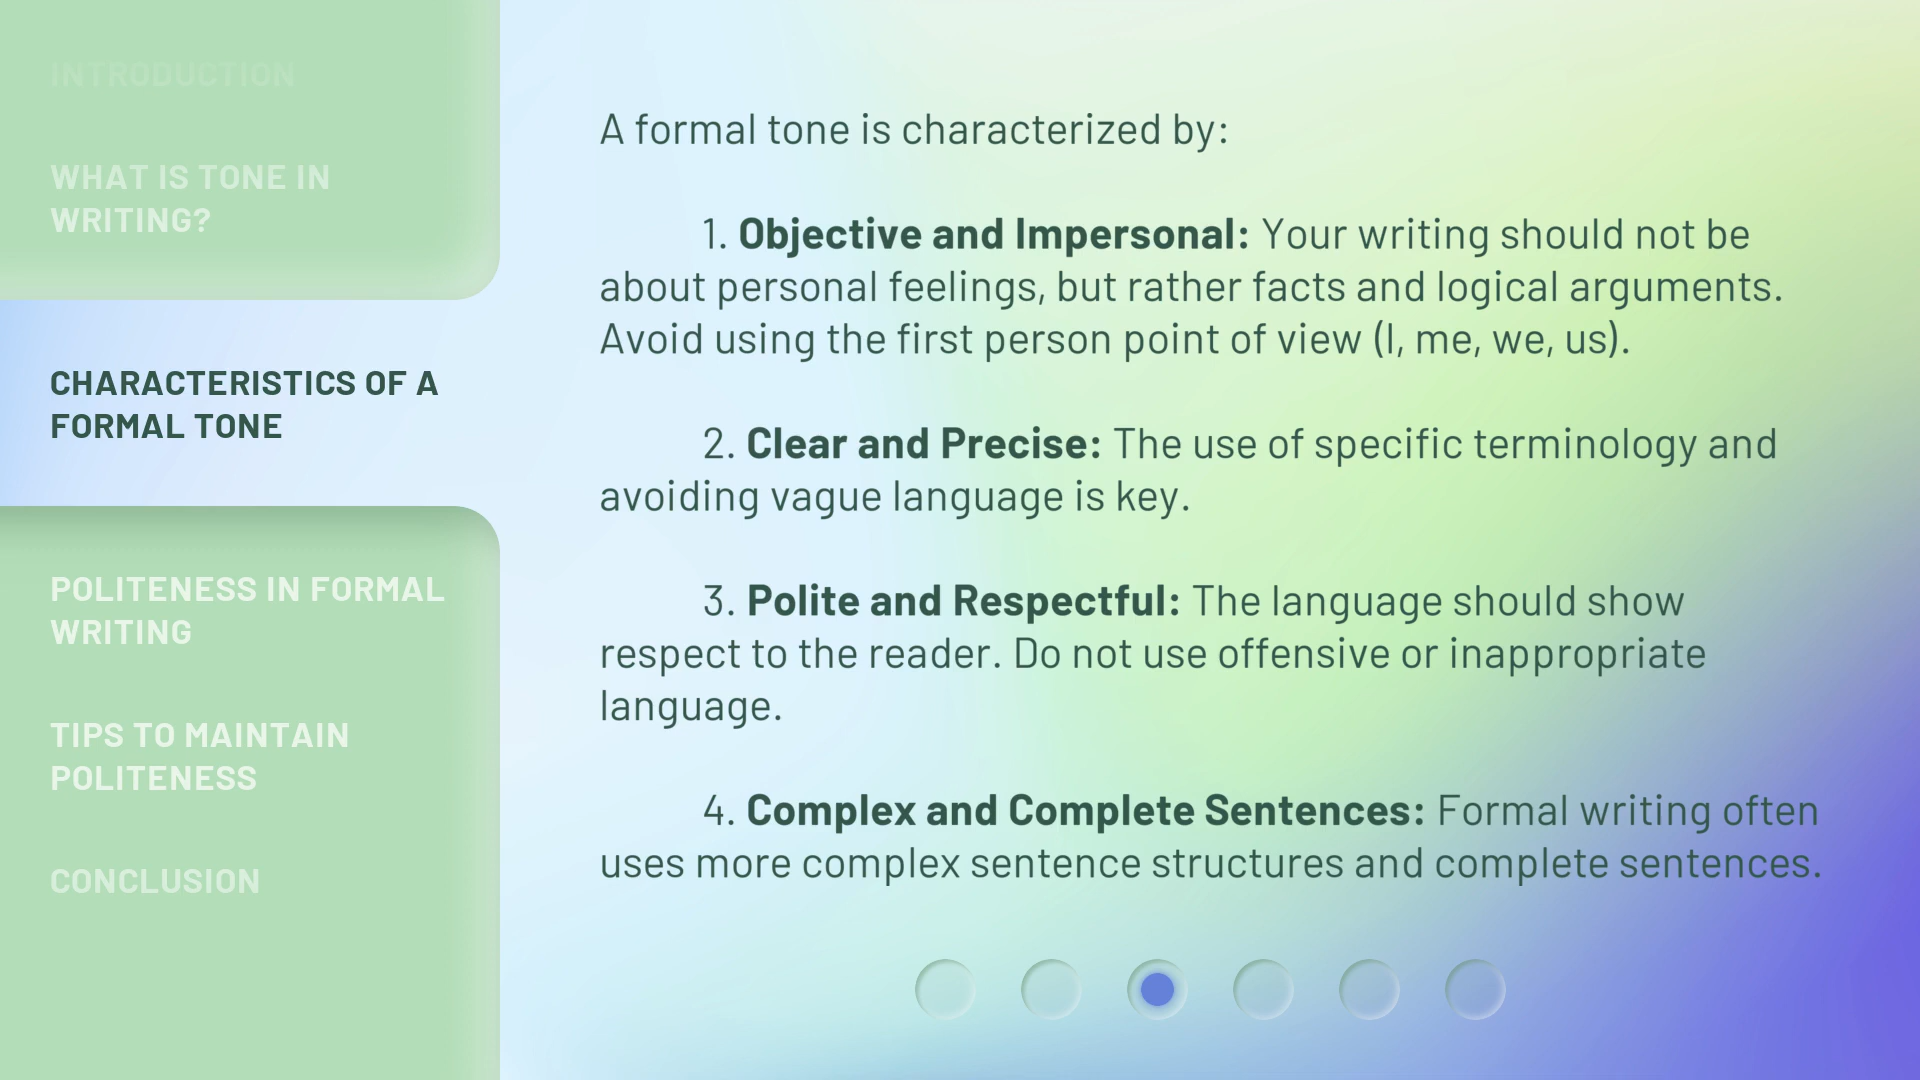 INTRODUCTION
WHAT IS TONE IN
WRITING?
CHARACTERISTICS OF A
FORMAL TONE
POLITENESS IN FORMAL
WRITING
TIPS TO MAINTAIN
POLITENESS
CONCLUSION
A formal tone is characterized by:
1. Objective and Impersonal: Your writing should not be
about personal feelings, but rather facts and logical arguments.
Avoid using the first person point of view (I, me, we, us).
2. Clear and Precise: The use of specific terminology and
avoiding vague language is key.
3. Polite and Respectful: The language should show
respect to the reader. Do not use offensive or inappropriate
language.
4. Complex and Complete Sentences: Formal writing often
uses more complex sentence structures and complete sentences.